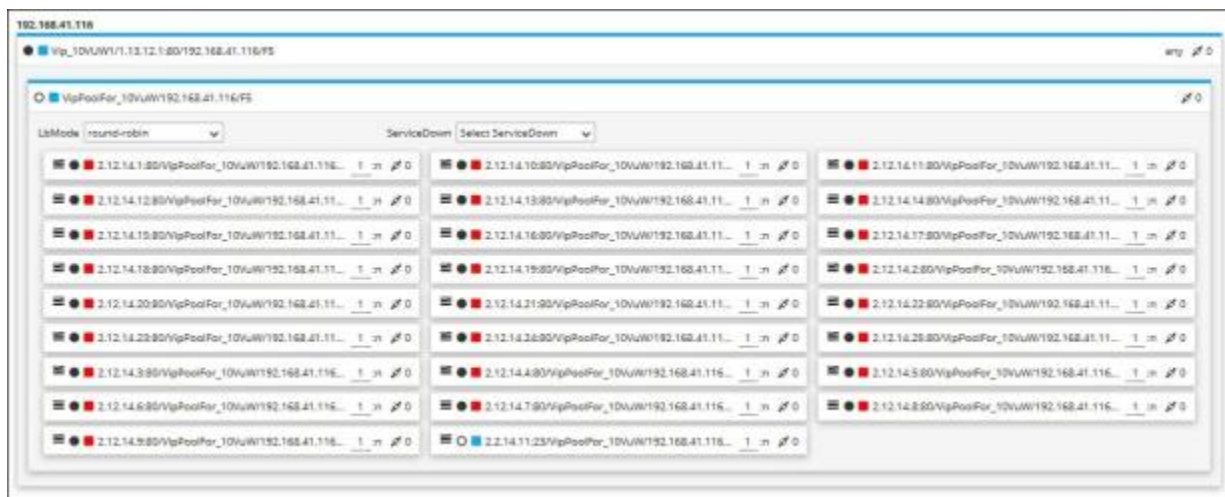 192.168.41.116
Vip_10VUW1/1.13.12.1:80/192.168.41.116/F5 any 0
VipPoolFor_10VuW/192.168.41.116/F5 0
LbMode round-robin ServiceDown Select ServiceDown
2.12.14.1:80/VipPoolFor_10VuW/192.168.41.116... 1 :n 0 2.12.14.10:80/VipPoolFor_10VuW/192.168.41.11... 1 :n 0 2.12.14.11:80/VipPoolFor_10VuW/192.168.41.11... 1 :n 0
2.12.14.12:80/VipPoolFor_10VuW/192.168.41.11... 1 :n 0 2.12.14.13:80/VipPoolFor_10VuW/192.168.41.11... 1 :n 0 2.12.14.14:80/VipPoolFor_10VuW/192.168.41.11... 1 :n 0
2.12.14.15:80/VipPoolFor_10VuW/192.168.41.11... 1 :n 0 2.12.14.16:80/VipPoolFor_10VuW/192.168.41.11... 1 :n 0 2.12.14.17:80/VipPoolFor_10VuW/192.168.41.11... 1 :n 0
2.12.14.18:80/VipPoolFor_10VuW/192.168.41.11... 1 :n 0 2.12.14.19:80/VipPoolFor_10VuW/192.168.41.11... 1 :n 0 2.12.14.2:80/VipPoolFor_10VuW/192.168.41.116... 1 :n 0
2.12.14.20:80/VipPoolFor_10VuW/192.168.41.11... 1 :n 0 2.12.14.21:80/VipPoolFor_10VuW/192.168.41.11... 1 :n 0 2.12.14.22:80/VipPoolFor_10VuW/192.168.41.11... 1 :n 0
2.12.14.23:80/VipPoolFor_10VuW/192.168.41.11... 1 :n 0 2.12.14.24:80/VipPoolFor_10VuW/192.168.41.11... 1 :n 0 2.12.14.25:80/VipPoolFor_10VuW/192.168.41.11... 1 :n 0
2.12.14.3:80/VipPoolFor_10VuW/192.168.41.116... 1 :n 0 2.12.14.4:80/VipPoolFor_10VuW/192.168.41.116... 1 :n 0 2.12.14.5:80/VipPoolFor_10VuW/192.168.41.116... 1 :n 0
2.12.14.6:80/VipPoolFor_10VuW/192.168.41.116... 1 :n 0 2.12.14.7:80/VipPoolFor_10VuW/192.168.41.116... 1 :n 0 2.12.14.8:80/VipPoolFor_10VuW/192.168.41.116... 1 :n 0
2.12.14.9:80/VipPoolFor_10VuW/192.168.41.116... 1 :n 0 2.2.14.11:23/VipPoolFor_10VuW/192.168.41.116... 1 :n 0